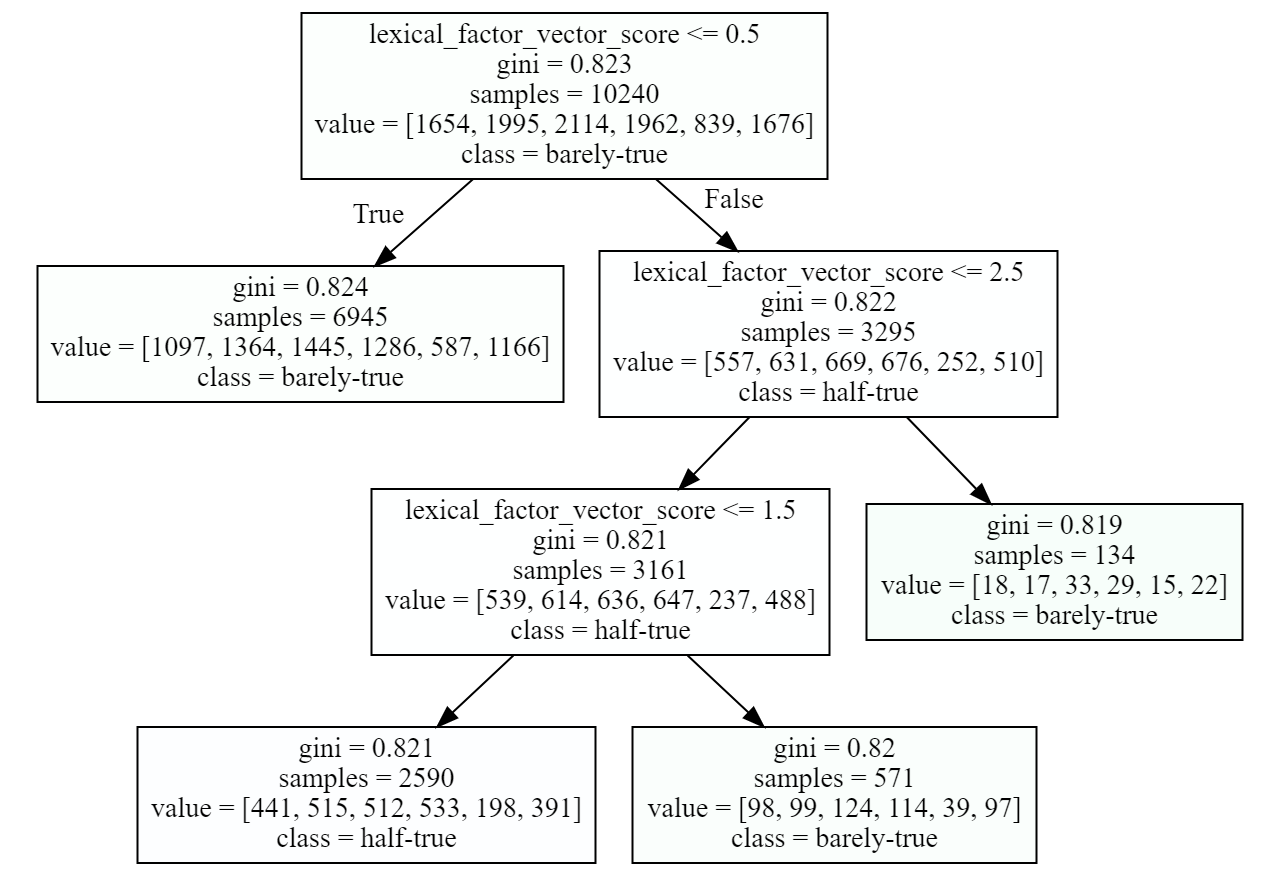 lexical_factor_vector_score <= 0.5
gini = 0.823
samples = 10240
value = [1654, 1995, 2114, 1962, 839, 1676]
class = barely-true
True
False
gini = 0.824
samples = 6945
value = [1097, 1364, 1445, 1286, 587, 1166]
class = barely-true
lexical_factor_vector_score <= 2.5
gini = 0.822
samples = 3295
value = [557, 631, 669, 676, 252, 510]
class = half-true
lexical_factor_vector_score <= 1.5
gini = 0.821
samples = 3161
value = [539, 614, 636, 647, 237, 488]
class = half-true
gini = 0.819
samples = 134
value = [18, 17, 33, 29, 15, 22]
class = barely-true
gini = 0.821
samples = 2590
value = [441, 515, 512, 533, 198, 391]
class = half-true
gini = 0.82
samples = 571
value = [98, 99, 124, 114, 39, 97]
class = barely-true